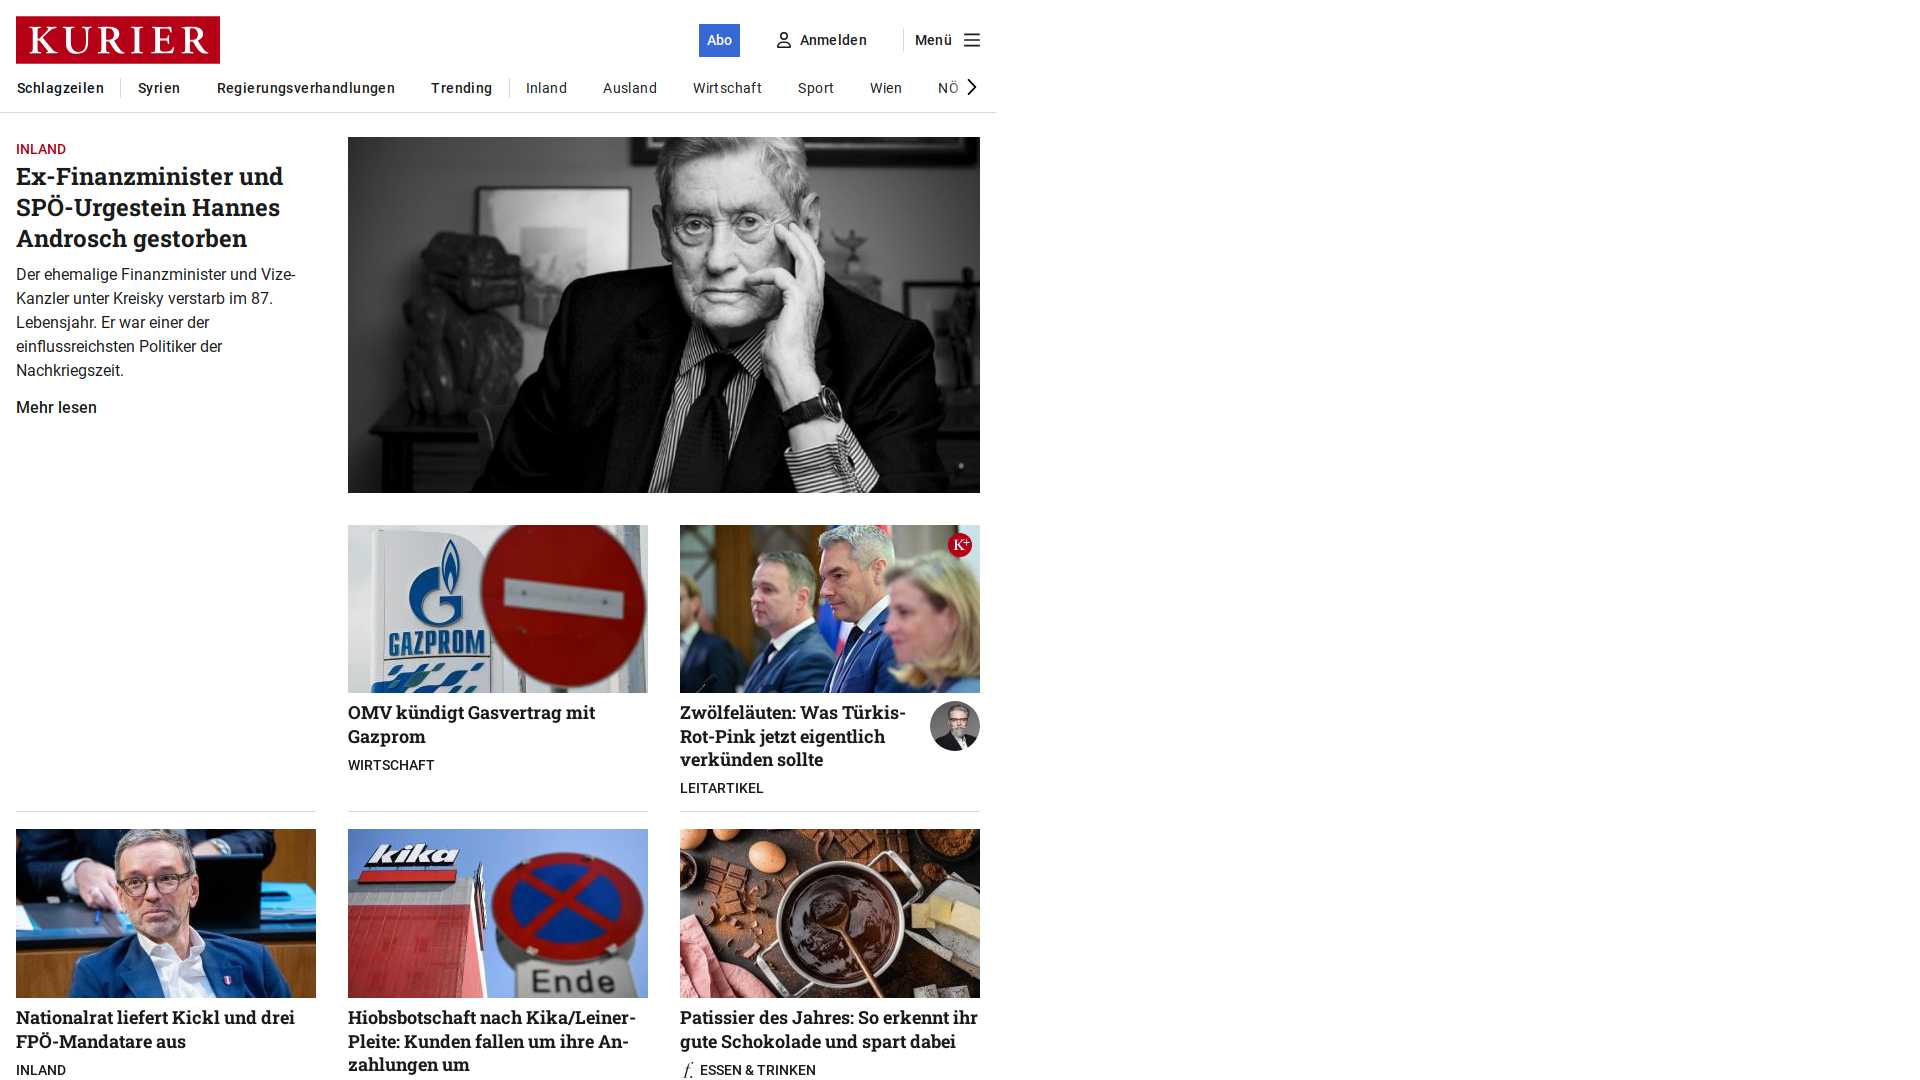 KURIER
Abo
Anmelden
Menü
Schlagzeilen
Syrien
Regierungsverhandlungen
Trending
Inland
Ausland
Wirtschaft
Sport
Wien
NÖ
INLAND
Ex-Finanzminister und
SPÖ-Urgestein Hannes
Androsch gestorben
Der ehemalige Finanzminister und Vize-
Kanzler unter Kreisky verstarb im 87.
Lebensjahr. Er war einer der
einflussreichsten Politiker der
Nachkriegszeit.
Mehr lesen
GAZPROM
OMV kündigt Gasvertrag mit
Gazprom
WIRTSCHAFT
K+
Zwölfeläuten: Was Türkis-
Rot-Pink jetzt eigentlich
verkünden sollte
LEITARTIKEL
Nationalrat liefert Kickl und drei
FPÖ-Mandatare aus
INLAND
kika
Ende
Hiobsbotschaft nach Kika/Leiner-
Pleite: Kunden fallen um ihre An-
zahlungen um
Patissier des Jahres: So erkennt ihr
gute Schokolade und spart dabei
f. ESSEN & TRINKEN